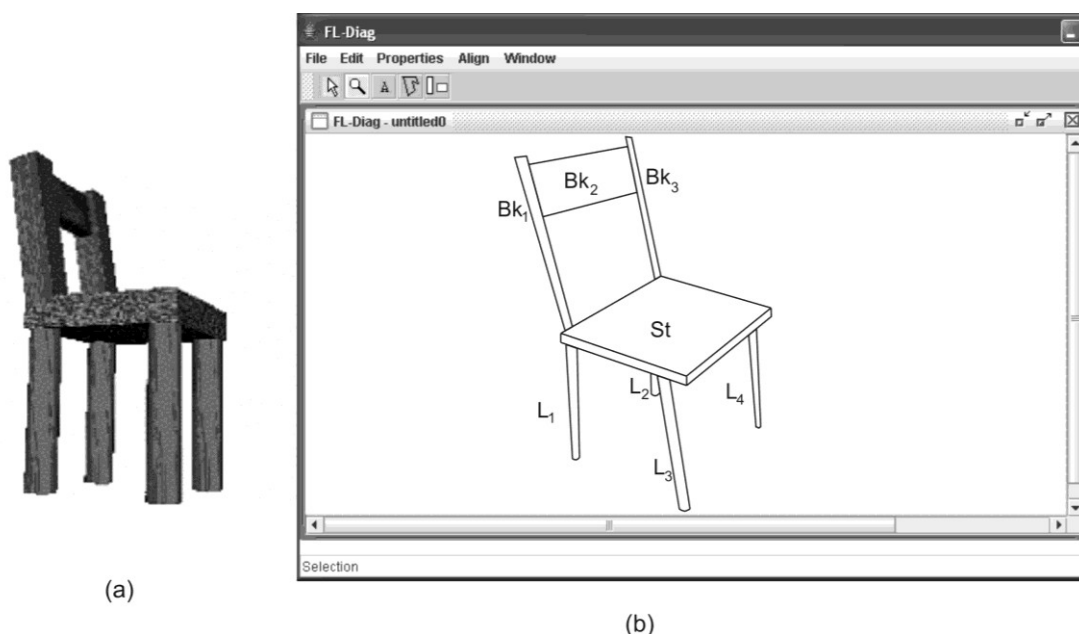 FL-Diag
File Edit Properties Align Window
A
FL-Diag - untitled0
Bk2
Bk3
Bk1
St
L2
L4
L1
L3
Selection
(a)
(b)